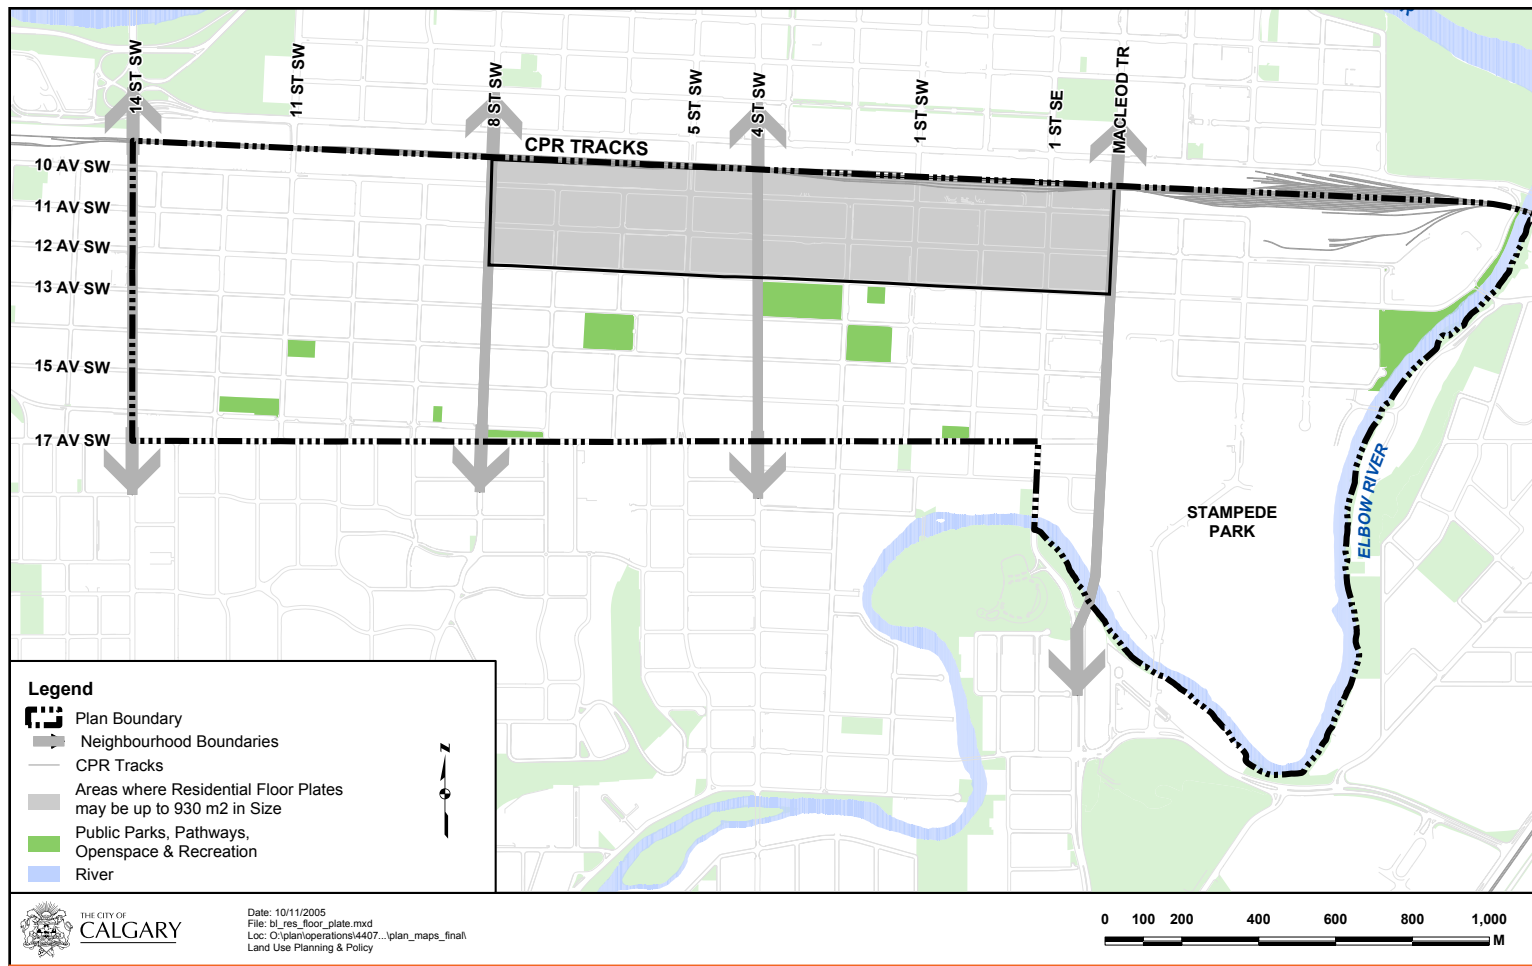 14 ST SW
11 ST SW
8 ST SW
5 ST SW
4 ST SW
1 ST SW
1 ST SE
MACLEOD TR
CPR TRACKS
10 AV SW
11 AV SW
12 AV SW
13 AV SW
15 AV SW
17 AV SW
STAMPEDE
PARK
ELBOW RIVER
Legend
Plan Boundary
Neighbourhood Boundaries
CPR Tracks
Areas where Residential Floor Plates
may be up to 930 m2 in Size
Public Parks, Pathways,
Openspace & Recreation
River
N
THE CITY OF
CALGARY
Date: 10/11/2005
File: bl_res_floor_plate.mxd
Loc: O:\plan\operations\4407...\plan_maps_final\
Land Use Planning & Policy
0 100 200 400 600 800 1,000
M